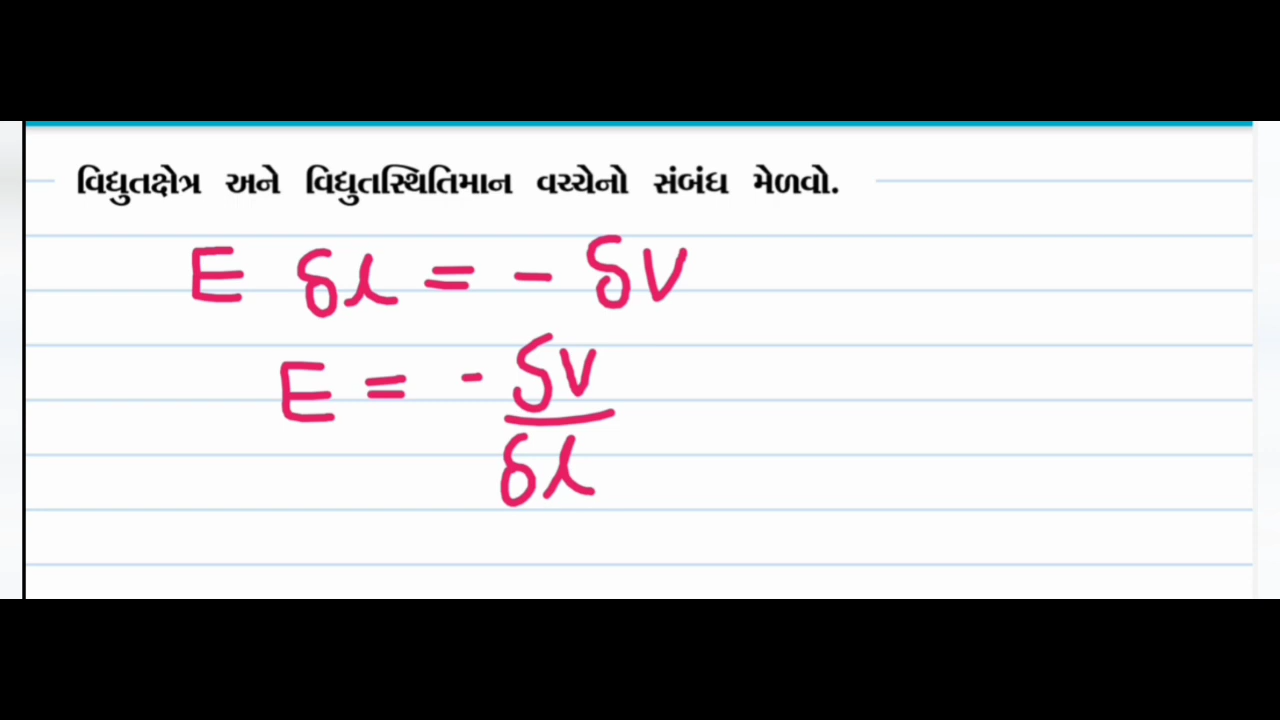 વિદ્યુતક્ષેત્ર અને વિદ્યુતસ્થિતિમાન વચ્ચેનો સંબંધ મેળવો.
E δl = - δV
E = - δV
δl